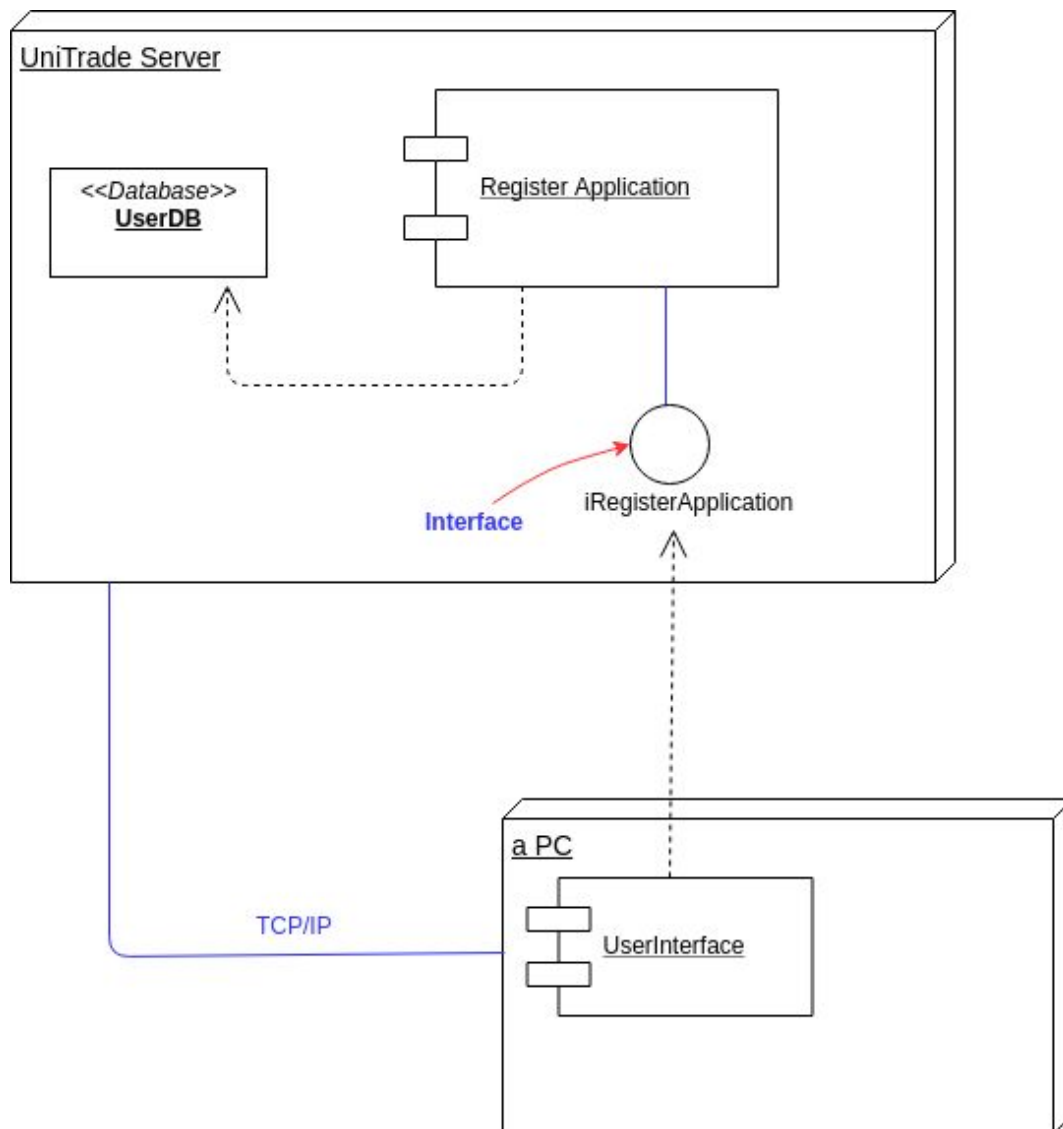 UniTrade Server
<<Database>>
UserDB
Register Application
Interface
iRegisterApplication
a PC
TCP/IP
UserInterface